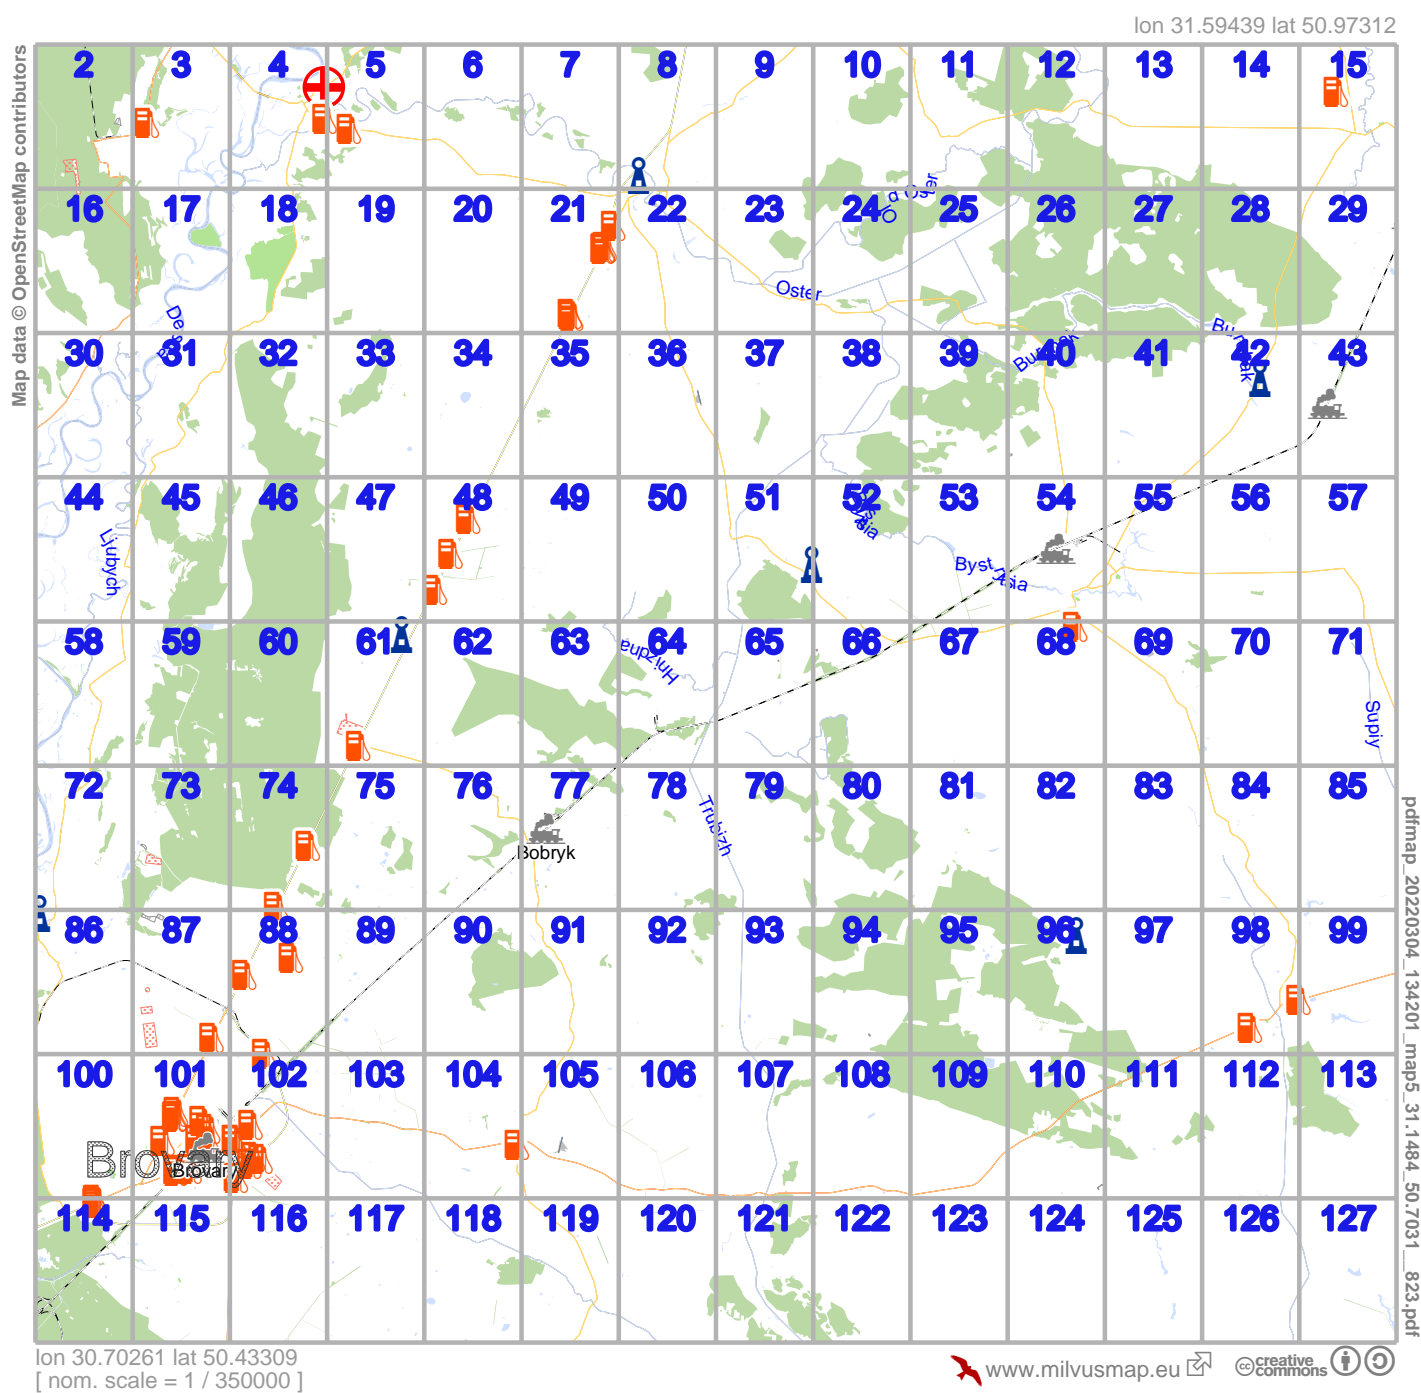 lon 31.59439 lat 50.97312
Map data © OpenStreetMap contributors
2 3 4 5 6 7 8 9 10 11 12 13 14 15
16 17 18 19 20 21 22 23 24 25 26 27 28 29
Oster
Oster
30 31 32 33 34 35 36 37 38 39 40 41 42 43
44 45 46 47 48 49 50 51 52 53 54 55 56 57
Ljubych
58 59 60 61 62 63 64 65 66 67 68 69 70 71
Hnizdna
Supiy
72 73 74 75 76 77 78 79 80 81 82 83 84 85
Trubizh
Bobryk
86 87 88 89 90 91 92 93 94 95 96 97 98 99
100 101 102 103 104 105 106 107 108 109 110 111 112 113
Brovary
Brovary
114 115 116 117 118 119 120 121 122 123 124 125 126 127
pdfmap_20220304_134201_map5_31.1484_50.7031__823.pdf
lon 30.70261 lat 50.43309
[ nom. scale = 1 / 350000 ]
www.milvusmap.eu
cc creative commons